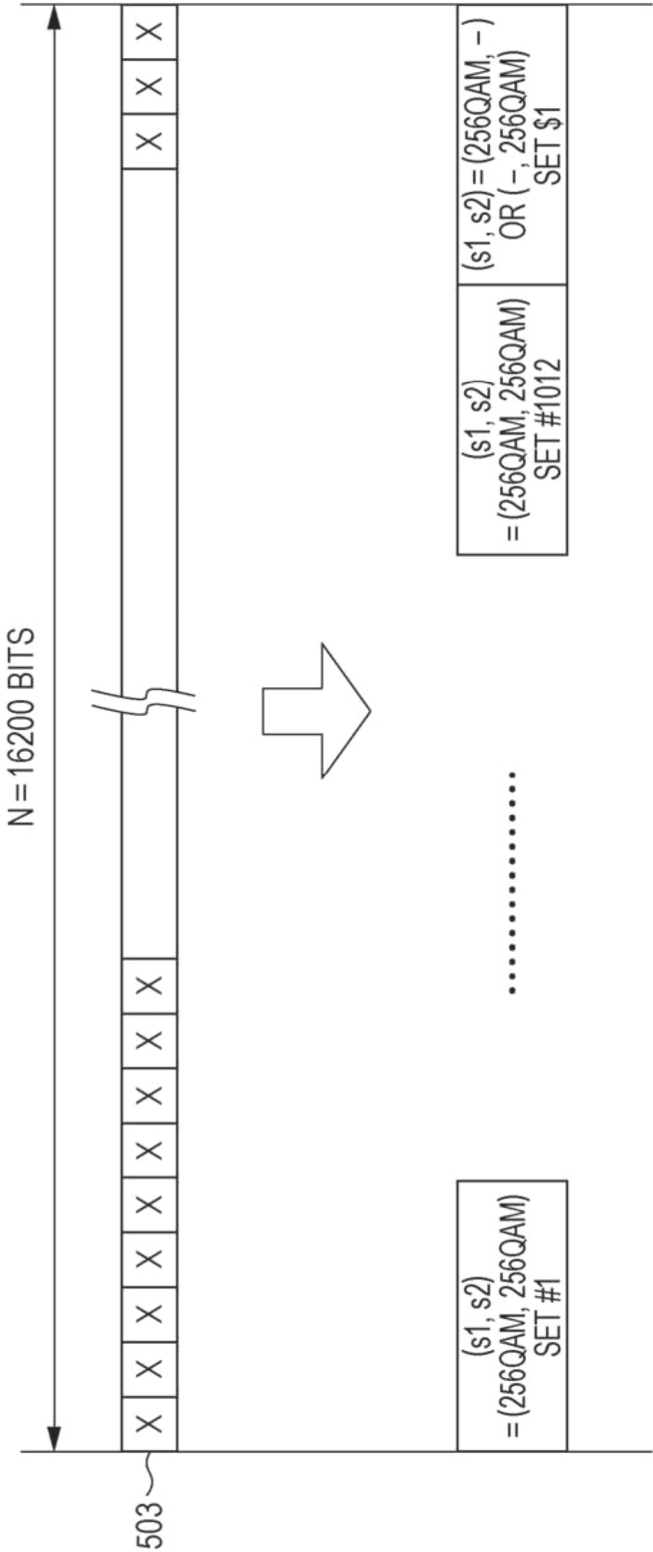 N = 16200 BITS
503
X X X X X X X X X X X X
(s1, s2)
= (256QAM, 256QAM)
SET #1
(s1, s2)
= (256QAM, 256QAM)
SET #1012
(s1, s2) = (256QAM, –)
OR (–, 256QAM)
SET $1